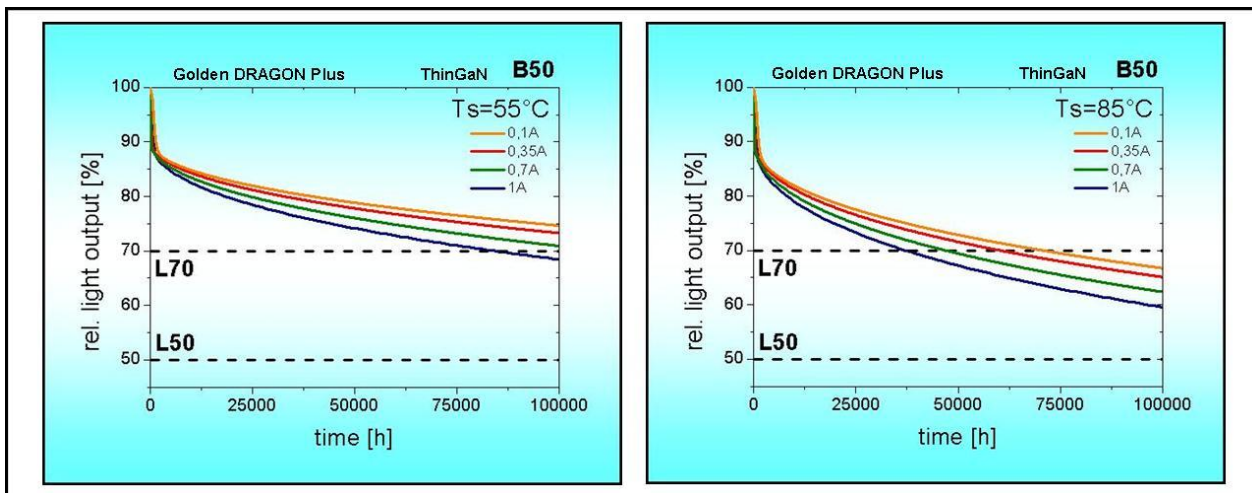 Golden DRAGON Plus ThinGaN B50
Ts=55°C
0,1A
0,35A
0,7A
1A
100
90
80
70
60
50
L70
L50
rel. light output [%]
0 25000 50000 75000 100000
time [h]
Golden DRAGON Plus ThinGaN B50
Ts=85°C
0,1A
0,35A
0,7A
1A
100
90
80
70
60
50
L70
L50
rel. light output [%]
0 25000 50000 75000 100000
time [h]